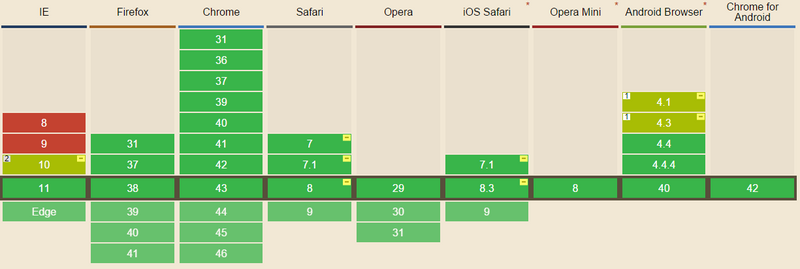 IE Firefox Chrome Safari Opera iOS Safari * Opera Mini * Android Browser * Chrome for Android
31
36
37
39 4.1 1 -
8 40 4.3 1 -
9 31 41 7 - 4.4
10 2 - 37 42 7.1 - 7.1 - 4.4.4
11 38 43 8 - 29 8.3 - 8 40 42
Edge 39 44 9 30 9
40 45 31
41 46